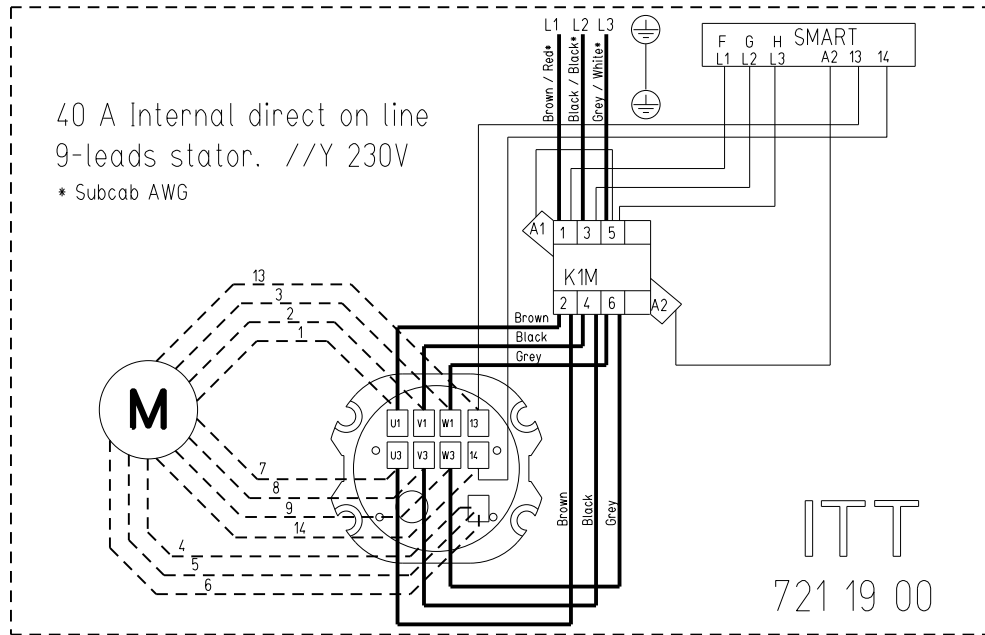 L1 L2 L3
F G H SMART
L1 L2 L3 A2 13 14
Brown / Red*
Black / Black*
Grey / White*
40 A Internal direct on line
9-leads stator. //Y 230V
* Subcab AWG
A1 1 3 5
K1M
2 4 6 A2
13
3
2
1
Brown
Black
Grey
M
U1 V1 W1 13
U3 V3 W3 14
7
8
9
14
4
5
6
Brown
Black
Grey
ITT
721 19 00